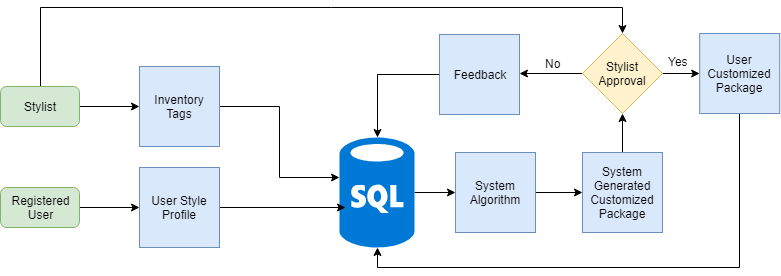 Stylist
Inventory
Tags
Feedback
No
Stylist
Approval
Yes
User
Customized
Package
Registered
User
User Style
Profile
SQL
System
Algorithm
System
Generated
Customized
Package